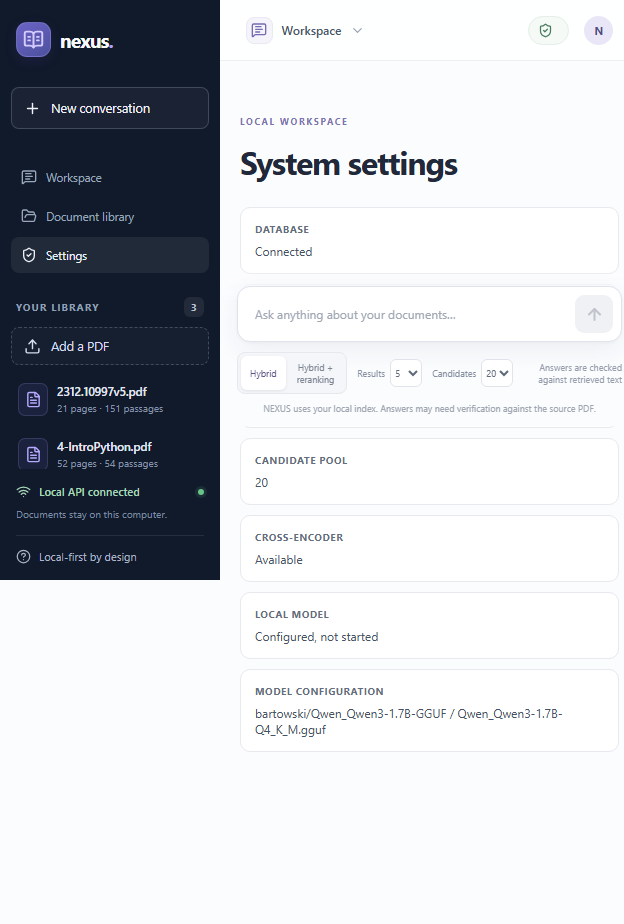 nexus.
New conversation
Workspace
Document library
Settings
YOUR LIBRARY 3
Add a PDF
2312.10997v5.pdf
21 pages · 151 passages
4-IntroPython.pdf
52 pages · 54 passages
Local API connected
Documents stay on this computer.
Local-first by design
Workspace
N
LOCAL WORKSPACE
System settings
DATABASE
Connected
Ask anything about your documents...
Hybrid
Hybrid +
reranking
Results 5
Candidates 20
Answers are checked
against retrieved text
NEXUS uses your local index. Answers may need verification against the source PDF.
CANDIDATE POOL
20
CROSS-ENCODER
Available
LOCAL MODEL
Configured, not started
MODEL CONFIGURATION
bartowski/Qwen_Qwen3-1.7B-GGUF / Qwen_Qwen3-1.7B-
Q4_K_M.gguf